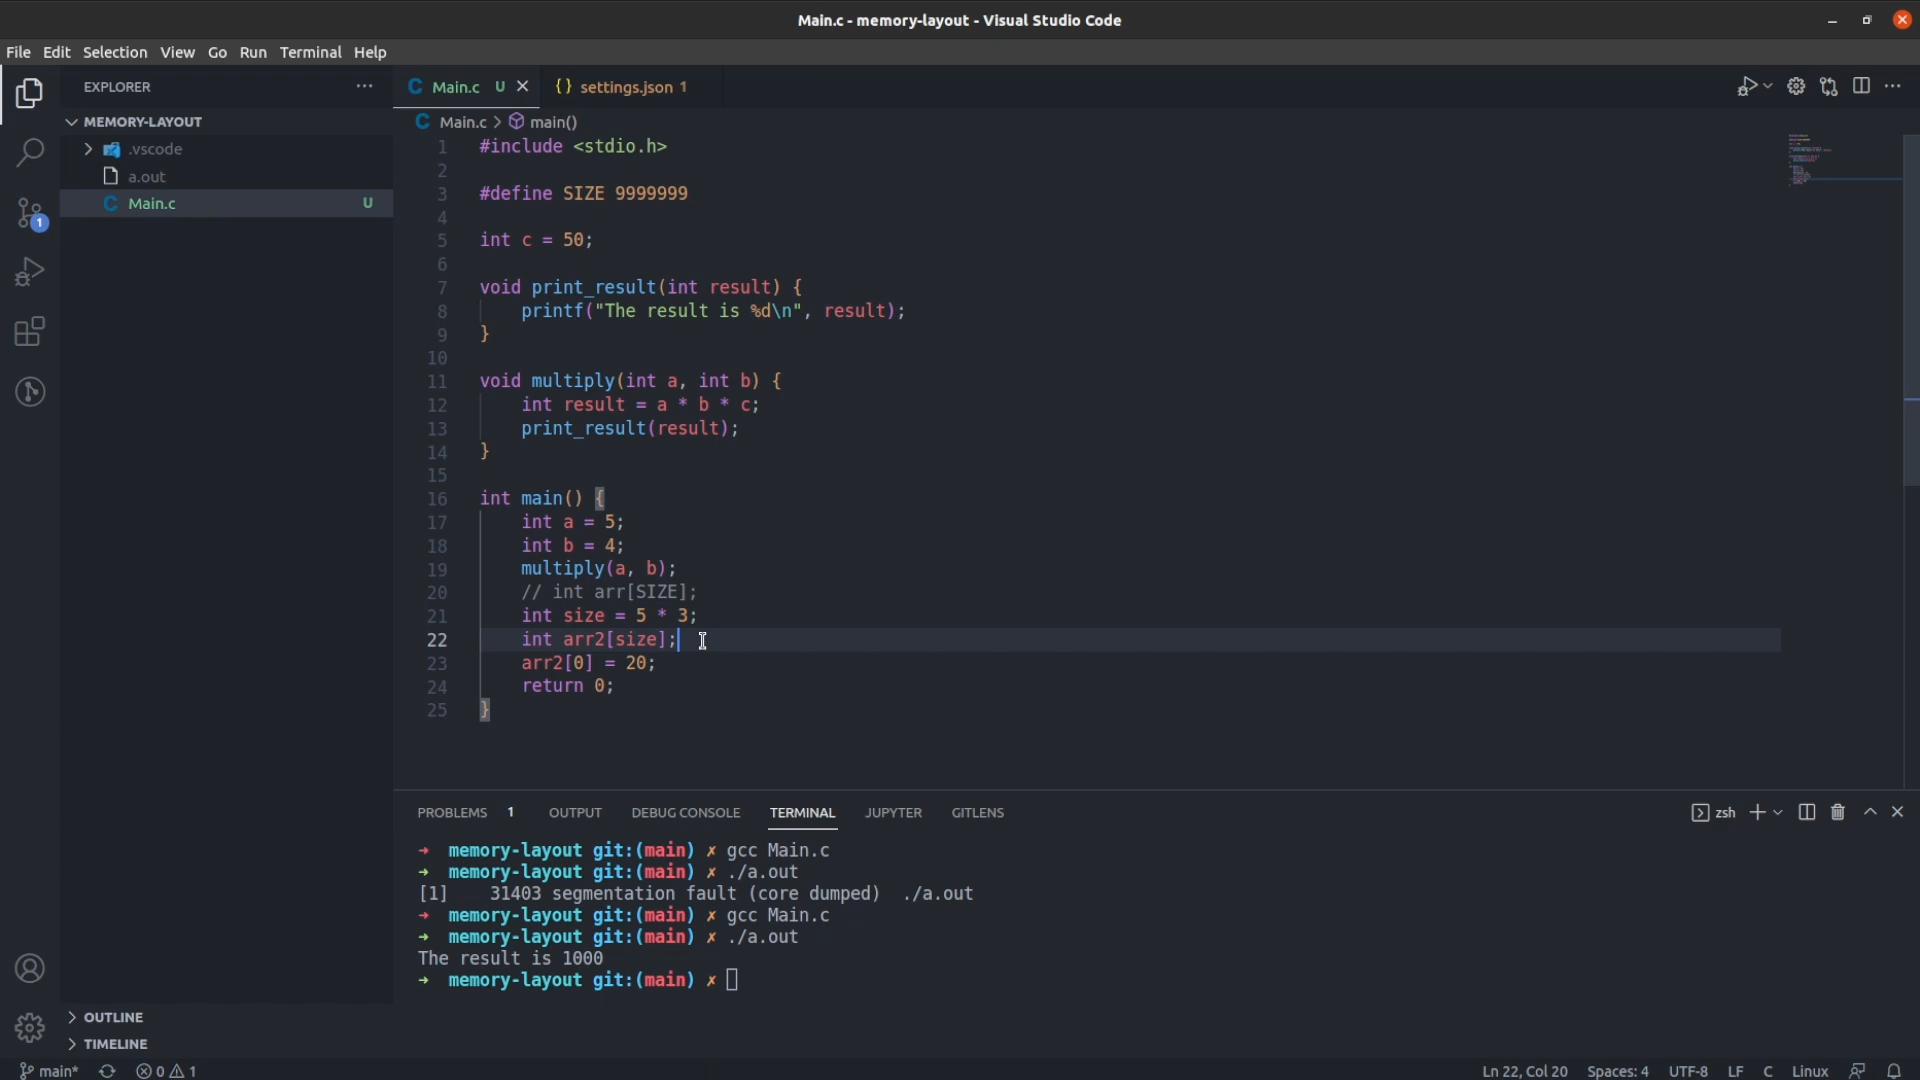 Main.c - memory-layout - Visual Studio Code
File Edit Selection View Go Run Terminal Help
EXPLORER
MEMORY-LAYOUT
.vscode
a.out
Main.c U
1
OUTLINE
TIMELINE
C Main.c U {} settings.json 1
C Main.c > main()
1 #include <stdio.h>
2
3 #define SIZE 9999999
4
5 int c = 50;
6
7 void print_result(int result) {
8 printf("The result is %d\n", result);
9 }
10
11 void multiply(int a, int b) {
12 int result = a * b * c;
13 print_result(result);
14 }
15
16 int main() {
17 int a = 5;
18 int b = 4;
19 multiply(a, b);
20 // int arr[SIZE];
21 int size = 5 * 3;
22 int arr2[size];
23 arr2[0] = 20;
24 return 0;
25 }
PROBLEMS 1 OUTPUT DEBUG CONSOLE TERMINAL JUPYTER GITLENS
zsh
➜ memory-layout git:(main) ✗ gcc Main.c
➜ memory-layout git:(main) ✗ ./a.out
[1] 31403 segmentation fault (core dumped) ./a.out
➜ memory-layout git:(main) ✗ gcc Main.c
➜ memory-layout git:(main) ✗ ./a.out
The result is 1000
➜ memory-layout git:(main) ✗
main* 0 1 Ln 22, Col 20 Spaces: 4 UTF-8 LF C Linux